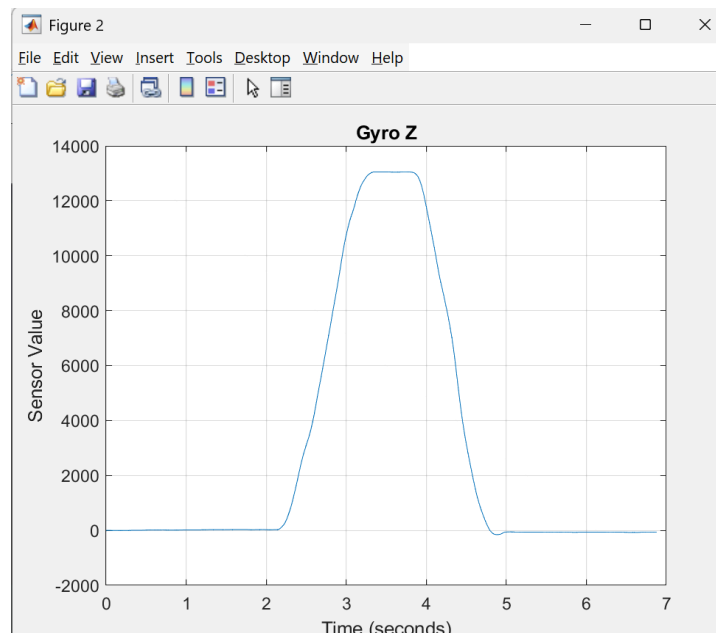 Figure 2
File Edit View Insert Tools Desktop Window Help
Gyro Z
14000
12000
10000
8000
6000
4000
2000
0
-2000
Sensor Value
0 1 2 3 4 5 6 7
Time (seconds)